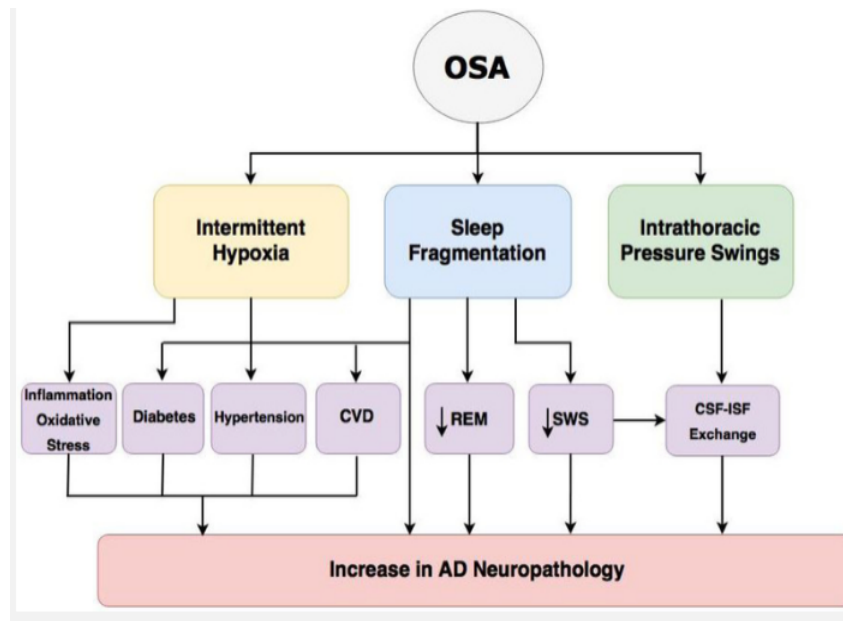 OSA
Intermittent
Hypoxia
Sleep
Fragmentation
Intrathoracic
Pressure Swings
Inflammation
Oxidative
Stress
Diabetes
Hypertension
CVD
↓REM
↓SWS
CSF-ISF
Exchange
Increase in AD Neuropathology